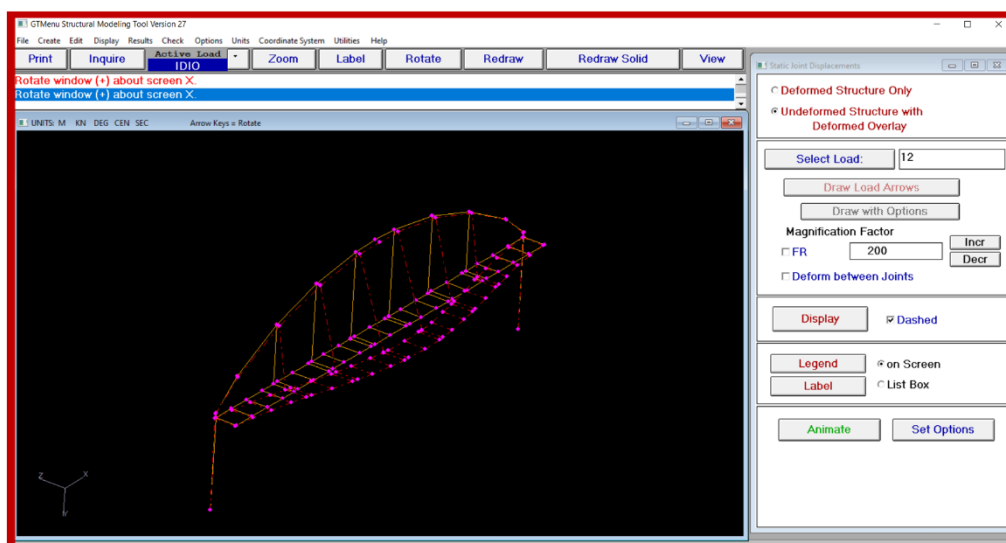 GTMenu Structural Modeling Tool Version 27
File Create Edit Display Results Check Options Units Coordinate System Utilities Help
Print Inquire Active Load IDIO Zoom Label Rotate Redraw Redraw Solid View
Rotate window (+) about screen X.
Rotate window (+) about screen X.
UNITS: M KN DEG CEN SEC Arrow Keys = Rotate
Z X
Y
Static Joint Displacements
Deformed Structure Only
Undeformed Structure with
Deformed Overlay
Select Load: 12
Draw Load Arrows
Draw with Options
Magnification Factor
FR 200 Incr
Decr
Deform between Joints
Display Dashed
Legend on Screen
Label List Box
Animate Set Options